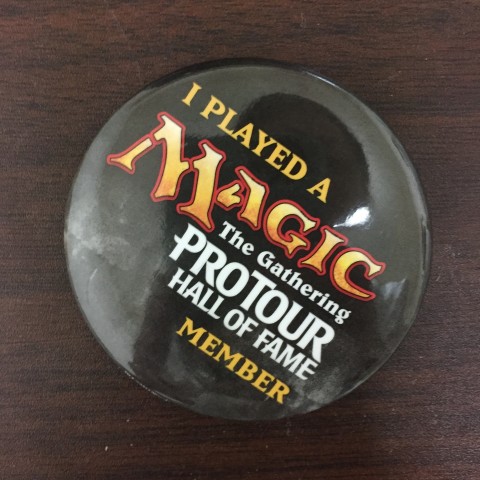 I PLAYED A
MAGIC
The Gathering
PROTOUR
HALL OF FAME
MEMBER